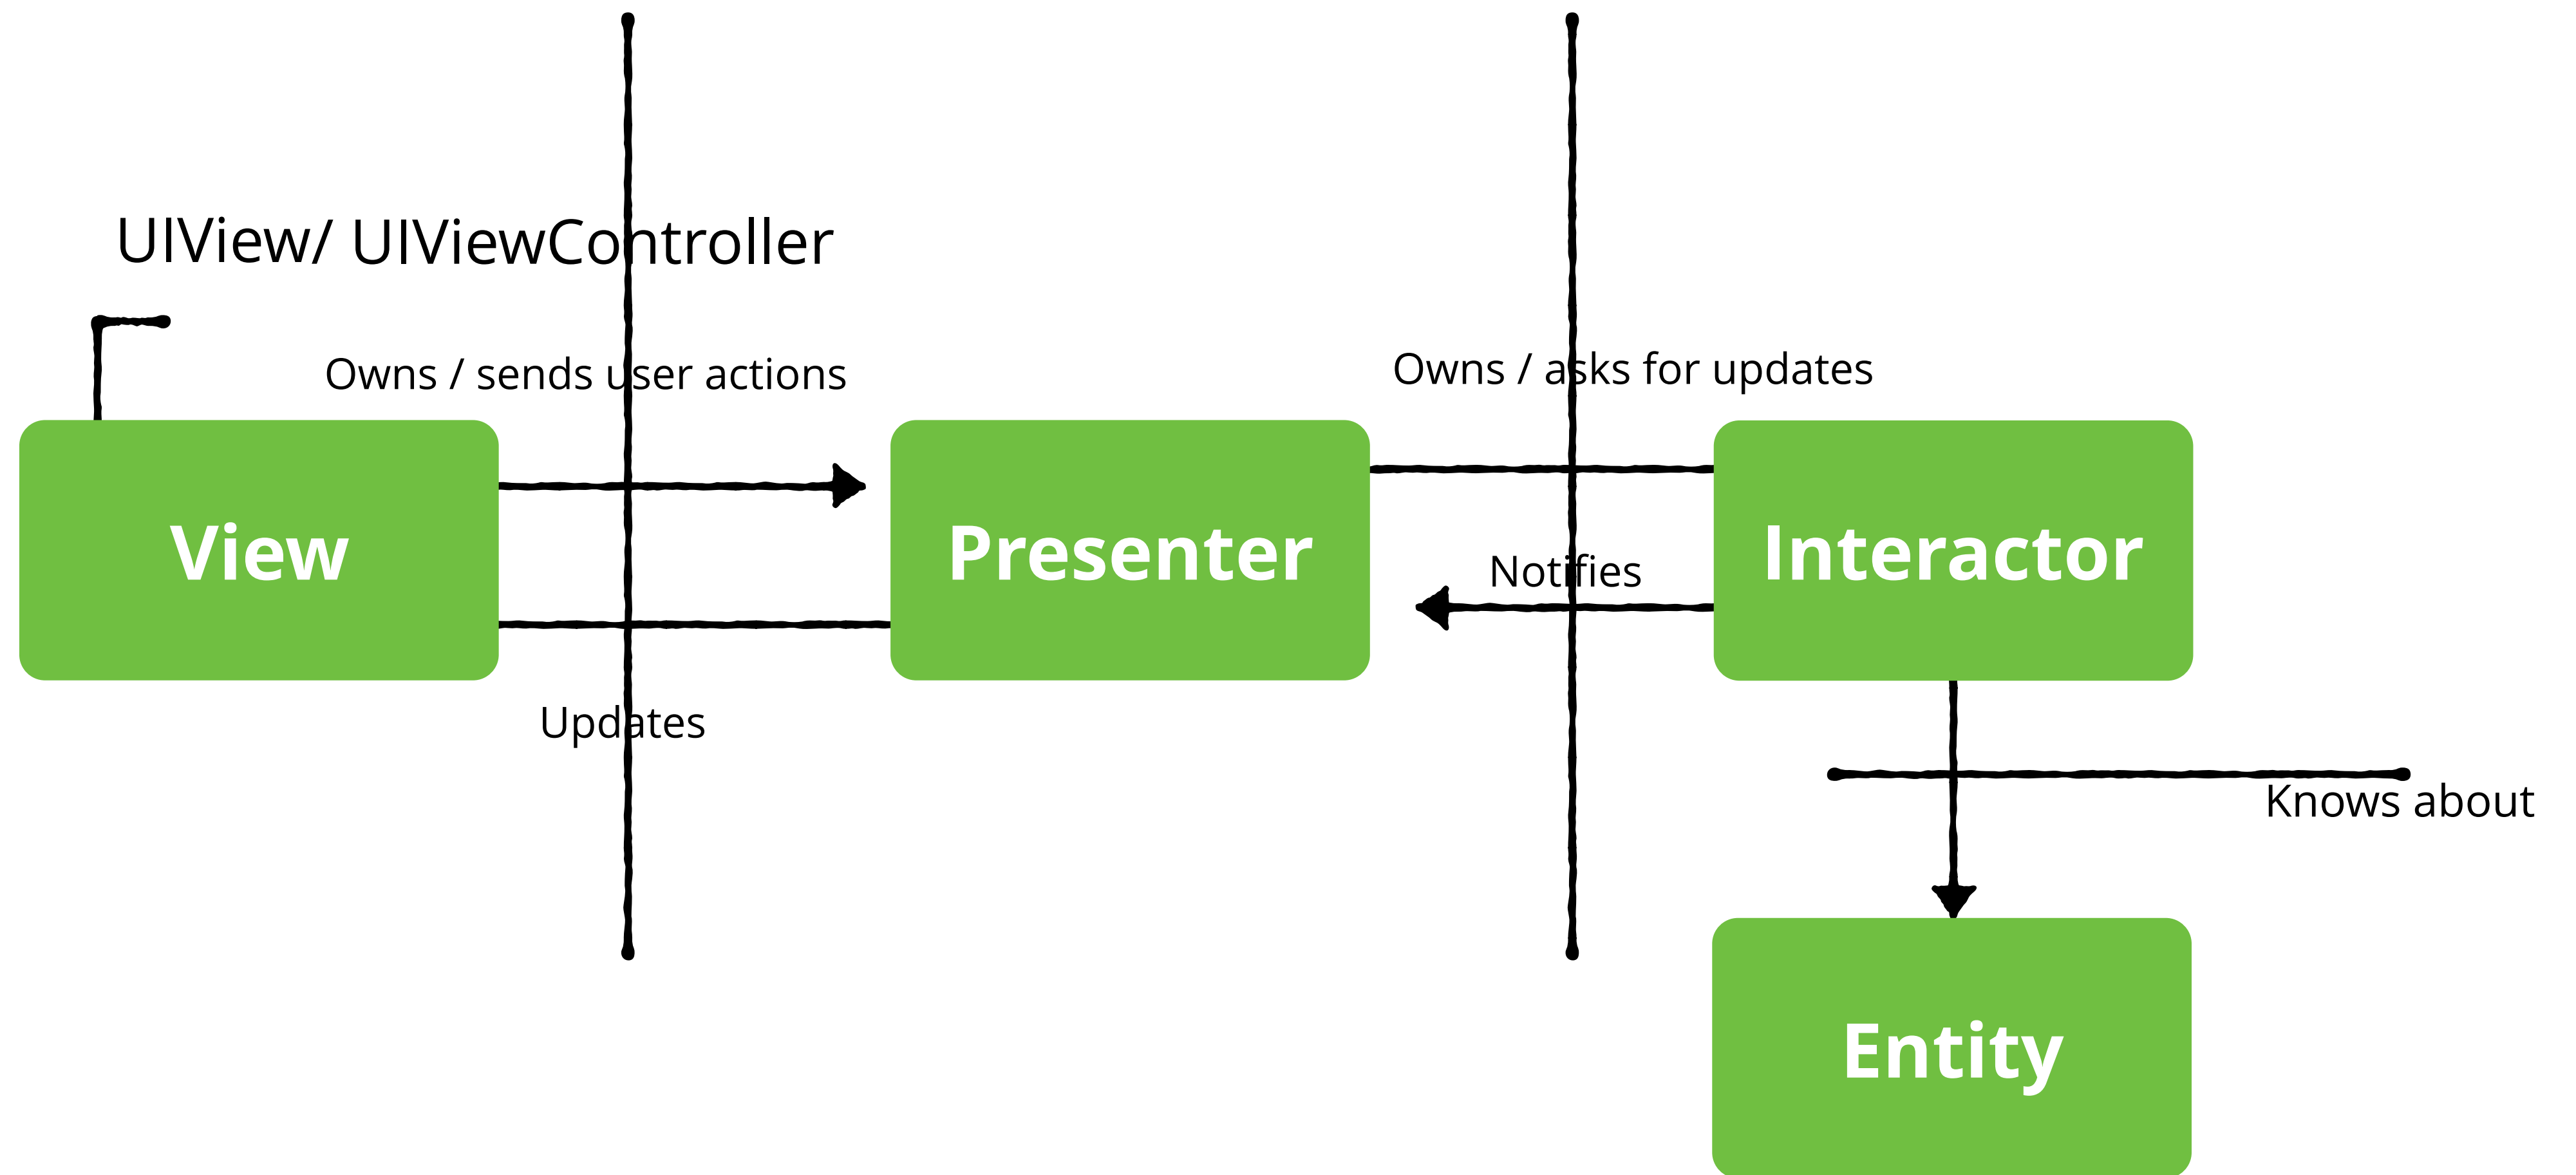 UIView/ UIViewController
Owns / sends user actions
Owns / asks for updates
View
Presenter
Interactor
Notifies
Updates
Knows about
Entity